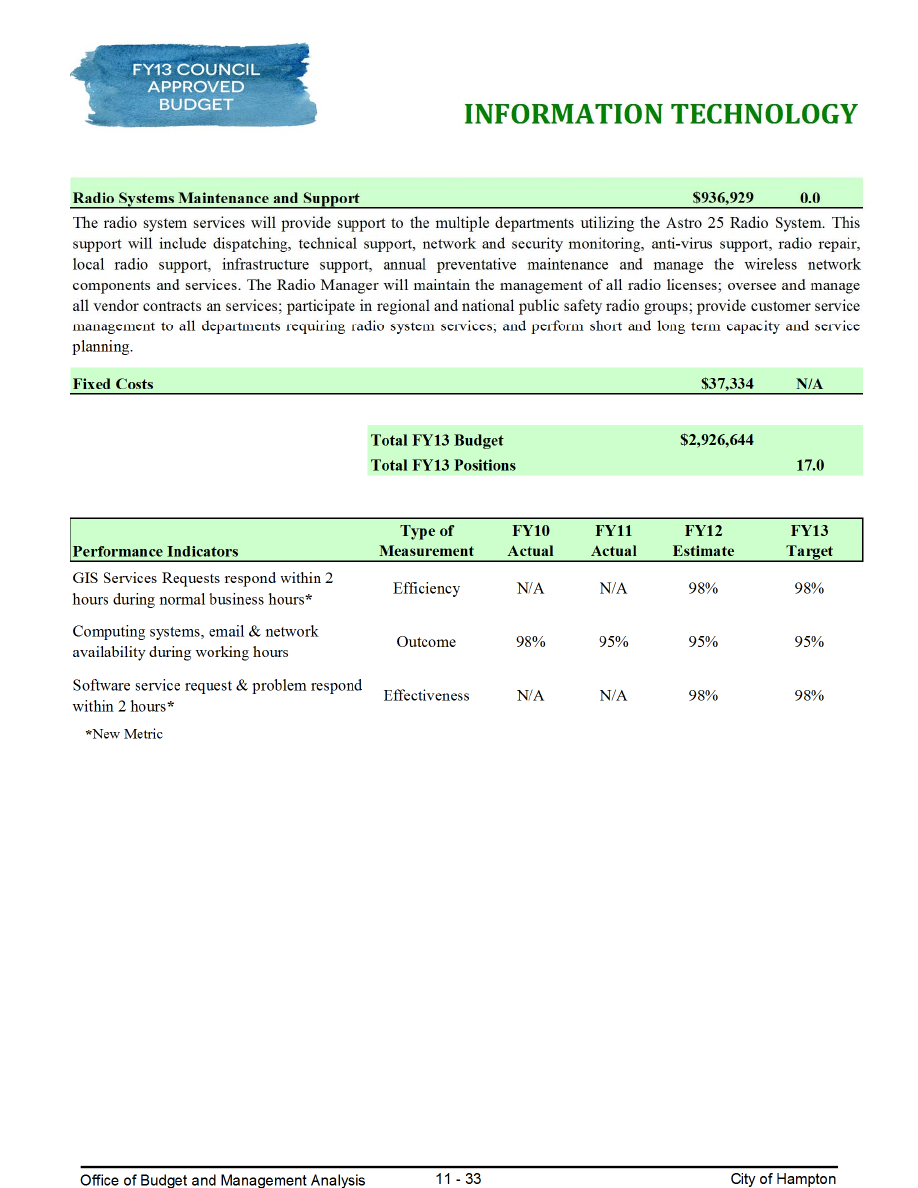 FY13 COUNCIL
APPROVED
BUDGET
INFORMATION TECHNOLOGY
Radio Systems Maintenance and Support $936,929 0.0
The radio system services will provide support to the multiple departments utilizing the Astro 25 Radio System. This
support will include dispatching, technical support, network and security monitoring, anti-virus support, radio repair,
local radio support, infrastructure support, annual preventative maintenance and manage the wireless network
components and services. The Radio Manager will maintain the management of all radio licenses; oversee and manage
all vendor contracts an services; participate in regional and national public safety radio groups; provide customer service
management to all departments requiring radio system services; and perform short and long term capacity and service
planning.
Fixed Costs $37,334 N/A
Total FY13 Budget $2,926,644
Total FY13 Positions 17.0
Type of FY10 FY11 FY12 FY13
Performance Indicators Measurement Actual Actual Estimate Target
GIS Services Requests respond within 2
hours during normal business hours* Efficiency N/A N/A 98% 98%
Computing systems, email & network
availability during working hours Outcome 98% 95% 95% 95%
Software service request & problem respond
within 2 hours* Effectiveness N/A N/A 98% 98%
*New Metric
Office of Budget and Management Analysis 11 - 33 City of Hampton